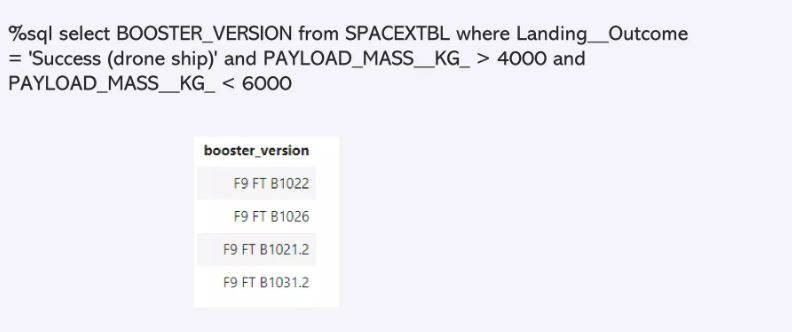 %sql select BOOSTER_VERSION from SPACEXTBL where Landing__Outcome
= 'Success (drone ship)' and PAYLOAD_MASS__KG_ > 4000 and
PAYLOAD_MASS__KG_ < 6000
booster_version
F9 FT B1022
F9 FT B1026
F9 FT B1021.2
F9 FT B1031.2